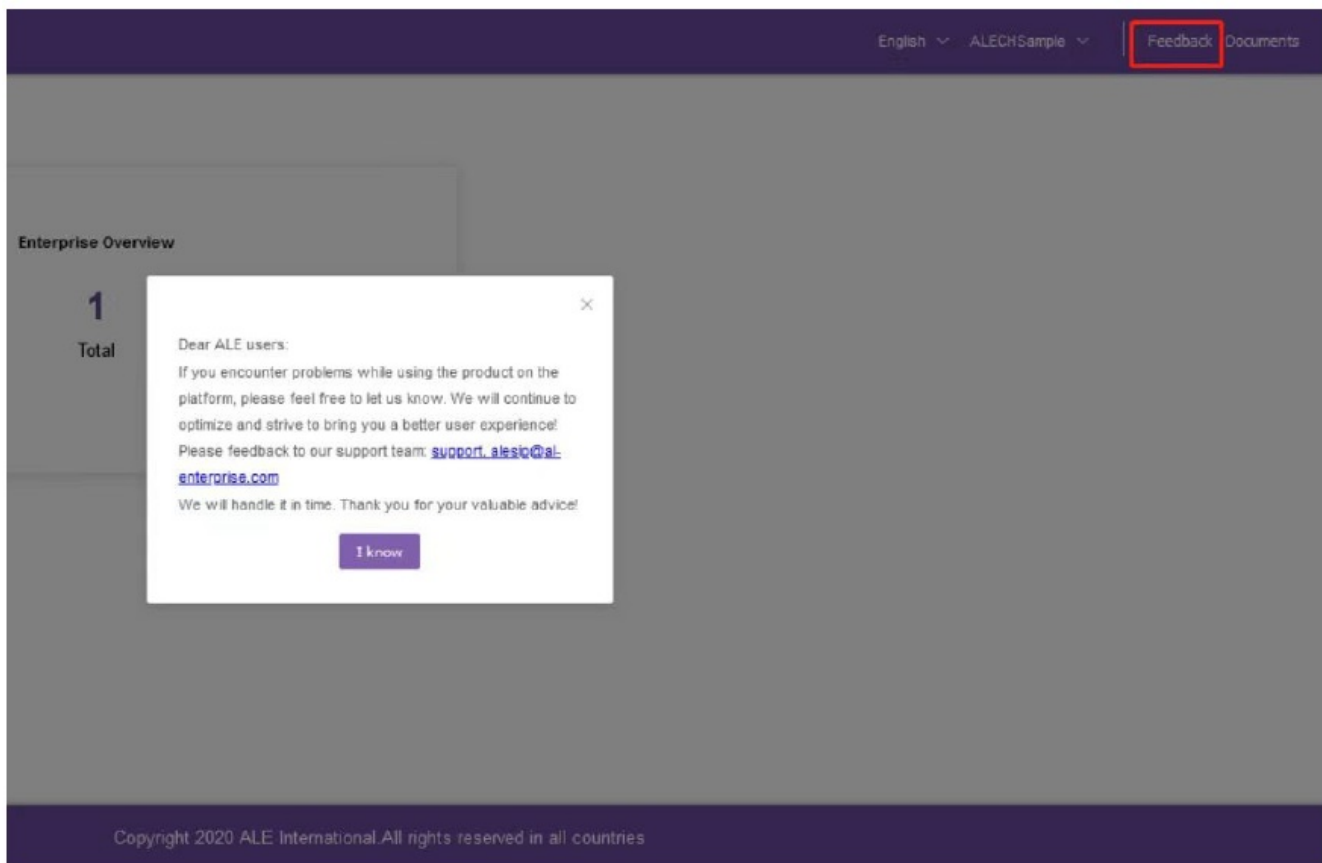 English ALECHSample Feedback Documents
Enterprise Overview
1
Total
Dear ALE users:
If you encounter problems while using the product on the
platform, please feel free to let us know. We will continue to
optimize and strive to bring you a better user experience!
Please feedback to our support team: support. alesip@al-
enterprise.com
We will handle it in time. Thank you for your valuable advice!
I know
Copyright 2020 ALE International.All rights reserved in all countries